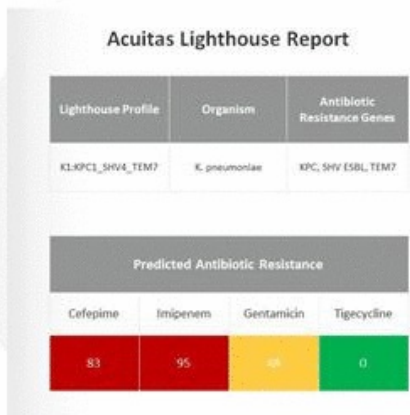 Acuitas Lighthouse Report
Lighthouse Profile Organism Antibiotic
Resistance Genes
K1:KPC1_SHV4_TEM7 K. pneumoniae KPC, SHV ESBL, TEM7
Predicted Antibiotic Resistance
Cefepime Imipenem Gentamicin Tigecycline
83 95 0